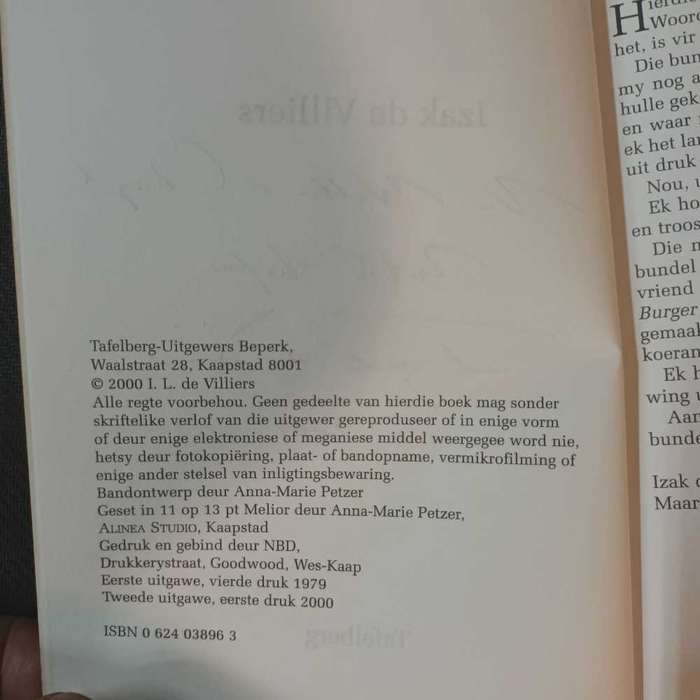 Tafelberg-Uitgewers Beperk,
Waalstraat 28, Kaapstad 8001
© 2000 I. L. de Villiers
Alle regte voorbehou. Geen gedeelte van hierdie boek mag sonder
skriftelike verlof van die uitgewer gereproduseer of in enige vorm
of deur enige elektroniese of meganiese middel weergegee word nie,
hetsy deur fotokopiëring, plaat- of bandopname, vermikrofilming of
enige ander stelsel van inligtingsbewaring.
Bandontwerp deur Anna-Marie Petzer
Geset in 11 op 13 pt Melior deur Anna-Marie Petzer,
ALINEA STUDIO, Kaapstad
Gedruk en gebind deur NBD,
Drukkerystraat, Goodwood, Wes-Kaap
Eerste uitgawe, vierde druk 1979
Tweede uitgawe, eerste druk 2000
ISBN 0 624 03896 3
het, is vir
Die bun
my nog a
hulle gek
en waar
ek het la
uit druk
Nou,
Ek ho
en troos
Die
bundel
vriend
Burger
gemaak
koeran
Ek h
wing
Aan
bunde
Izak
Maar